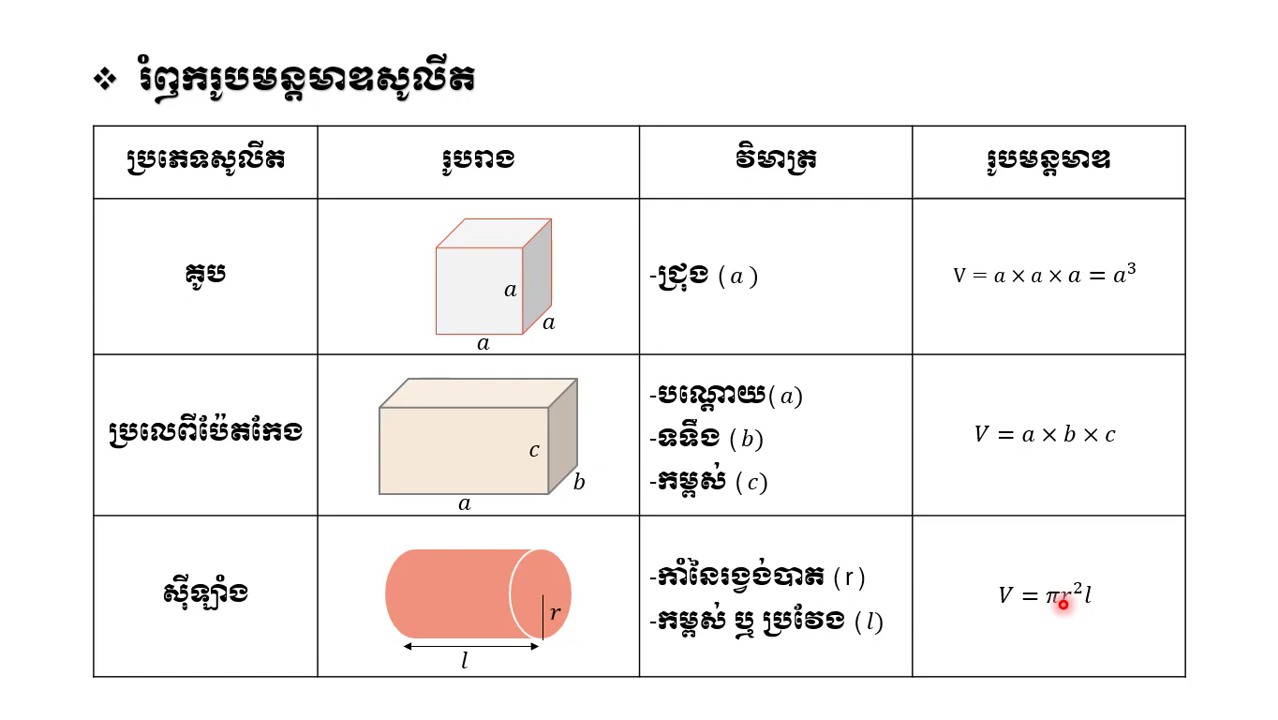 ❖ រំឭករូបមន្តមាឌសូលីត
ប្រភេទសូលីត រូបរាង វិមាត្រ រូបមន្តមាឌ
គូប
a
a
a
-ជ្រុង (a )
V = a × a × a = a³
ប្រលេពីប៉ែតកែង
c
b
a
-បណ្តោយ(a)
-ទទឹង (b)
-កម្ពស់ (c)
V = a × b × c
ស៊ីឡាំង
r
l
-កាំនៃរង្វង់បាត (r)
-កម្ពស់ ឬ ប្រវែង (l)
V = πr²l